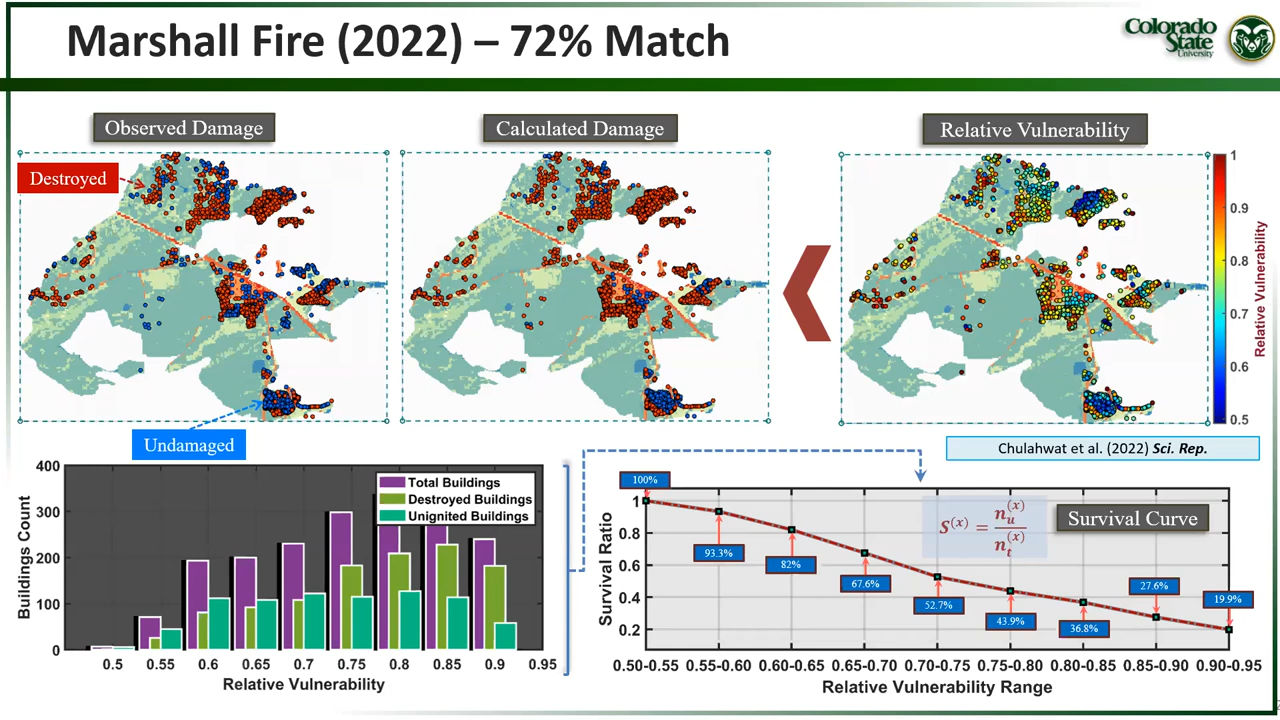 Marshall Fire (2022) – 72% Match
Colorado
State
University
Observed Damage
Calculated Damage
Relative Vulnerability
Destroyed
Undamaged
1
0.9
0.8
0.7
0.6
0.5
Relative Vulnerability
Chulahwat et al. (2022) Sci. Rep.
400
300
200
100
0
Buildings Count
Total Buildings
Destroyed Buildings
Unignited Buildings
0.5 0.55 0.6 0.65 0.7 0.75 0.8 0.85 0.9 0.95
Relative Vulnerability
100%
93.3%
82%
67.6%
52.7%
43.9%
36.8%
27.6%
19.9%
S(x) = nu(x) / nt(x)
Survival Curve
1
0.8
0.6
0.4
0.2
Survival Ratio
0.50-0.55 0.55-0.60 0.60-0.65 0.65-0.70 0.70-0.75 0.75-0.80 0.80-0.85 0.85-0.90 0.90-0.95
Relative Vulnerability Range